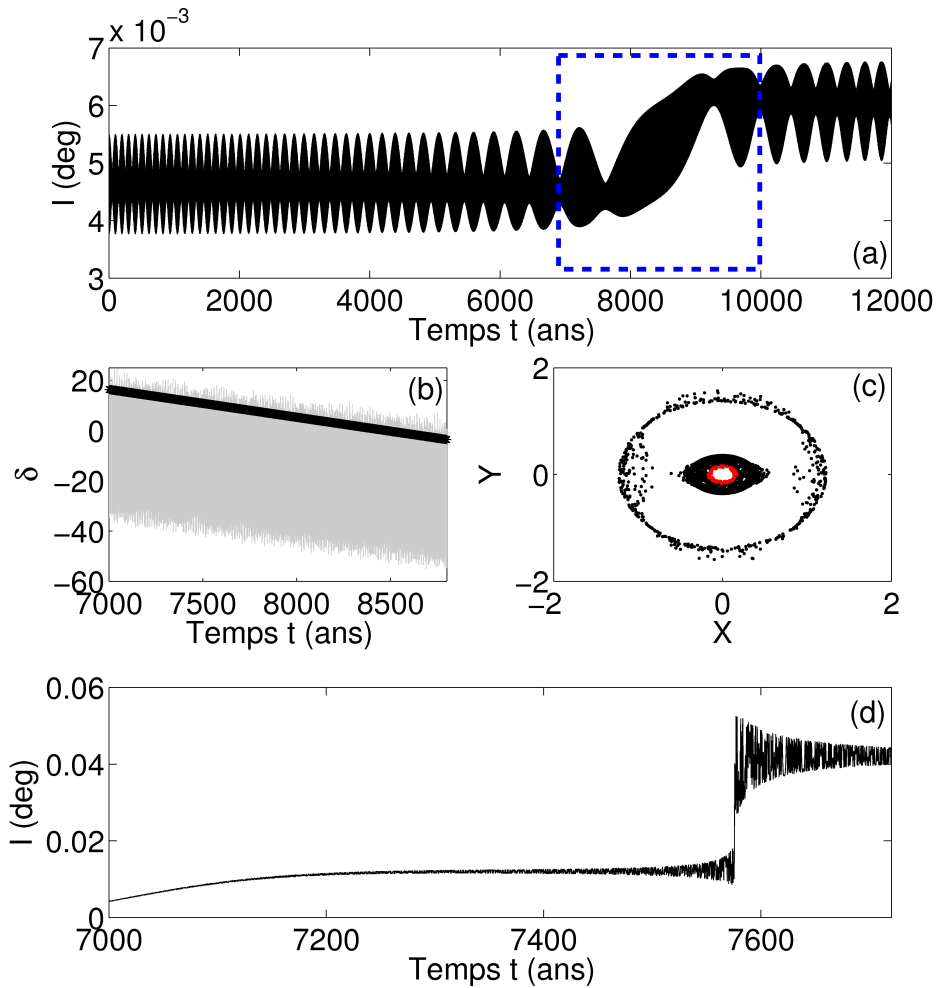 x 10⁻³
7
6
5
4
3
I (deg)
(a)
0 2000 4000 6000 8000 10000 12000
Temps t (ans)
20
0
−20
−40
−60
δ
(b)
7000 7500 8000 8500
Temps t (ans)
2
0
−2
Y
(c)
−2 0 2
X
0.06
0.04
0.02
0
I (deg)
(d)
7000 7200 7400 7600
Temps t (ans)